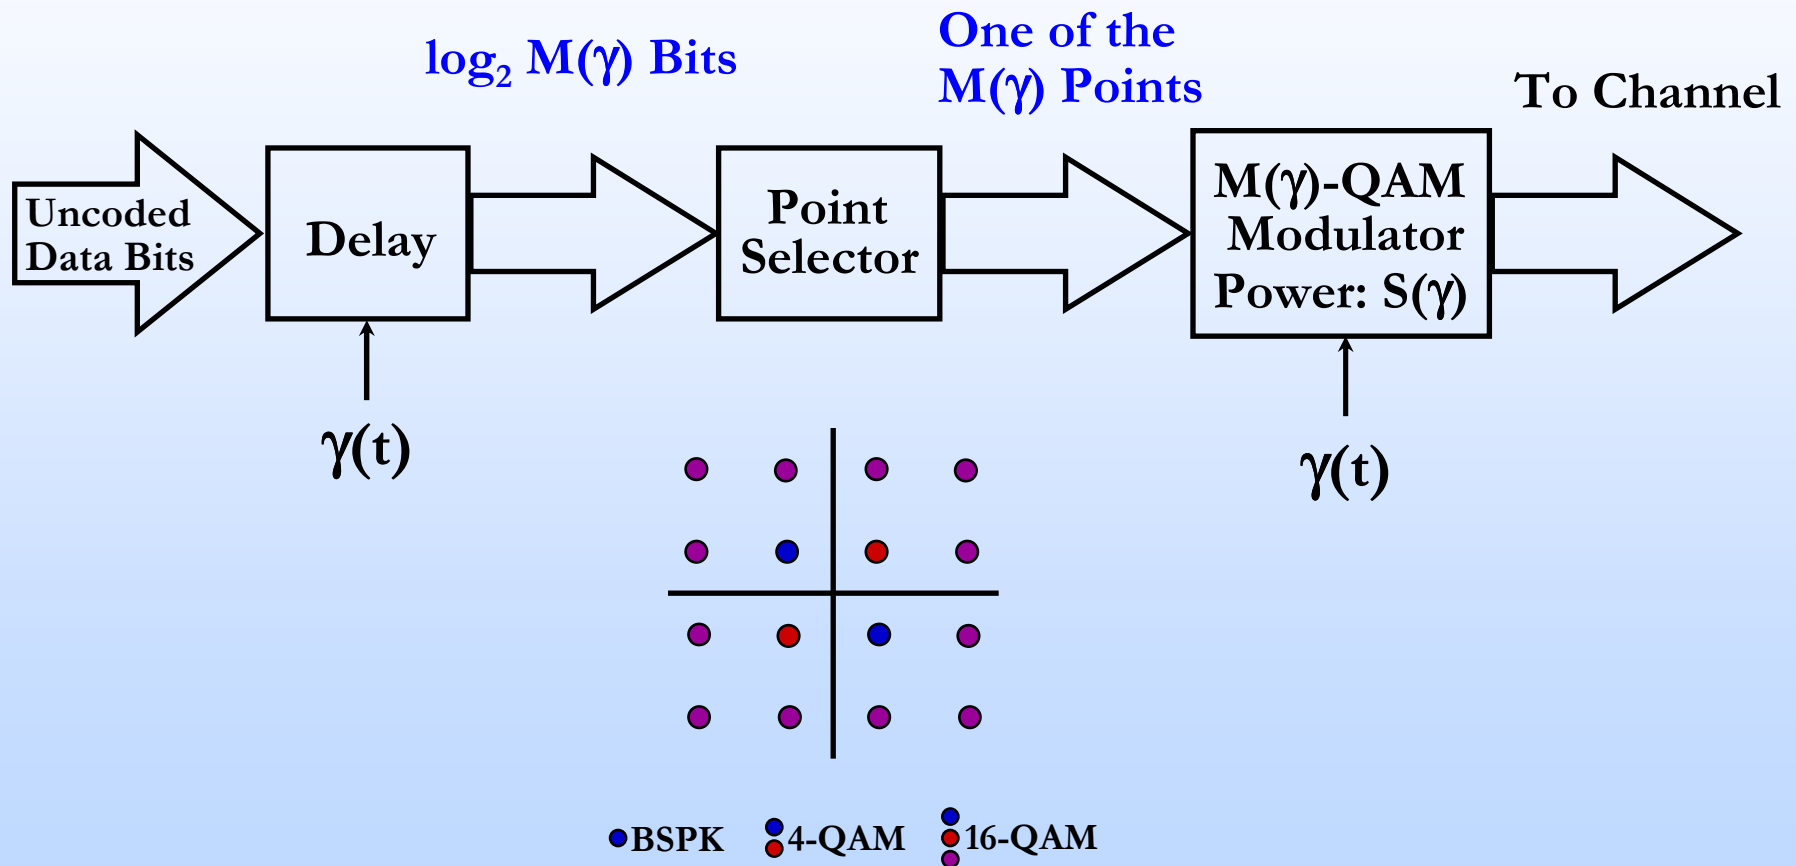 log₂ M(γ) Bits
One of the
M(γ) Points
To Channel
Uncoded
Data Bits
Delay
Point
Selector
M(γ)-QAM
Modulator
Power: S(γ)
γ(t)
γ(t)
BSPK
4-QAM
16-QAM